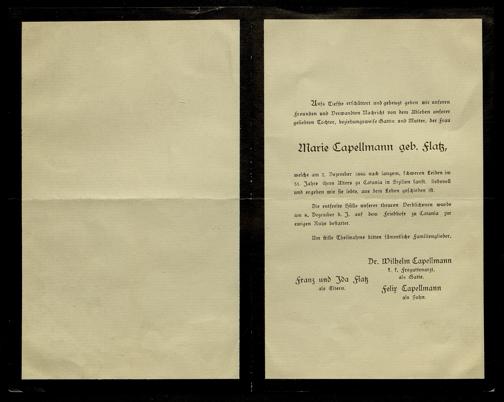 Aufs Tiefste erschüttert und gebeugt geben wir unseren
Freunden und Verwandten Nachricht von dem Ableben unserer
geliebten Tochter, beziehungsweise Gattin und Mutter, der Frau
Marie Capellmann geb. Flatz,
welche am 2. Dezember nach langem, schweren Leiden im
31. Jahre ihres Alters zu Catania in Sizilien sanft, liebevoll
und ergeben wie sie lebte, aus dem Leben geschieden ist.
Die entseelte Hülle unserer theuren Verblichenen wurde
am Dezember d. J. auf dem Friedhofe zu Catania zur
ewigen Ruhe bestattet.
Um stille Theilnahme bitten sämmtliche Familienglieder.
Dr. Wilhelm Capellmann
k. k. Fregattenarzt,
als Gatte.
Franz und Ida Flatz
als Eltern.
Felix Capellmann
als Sohn.